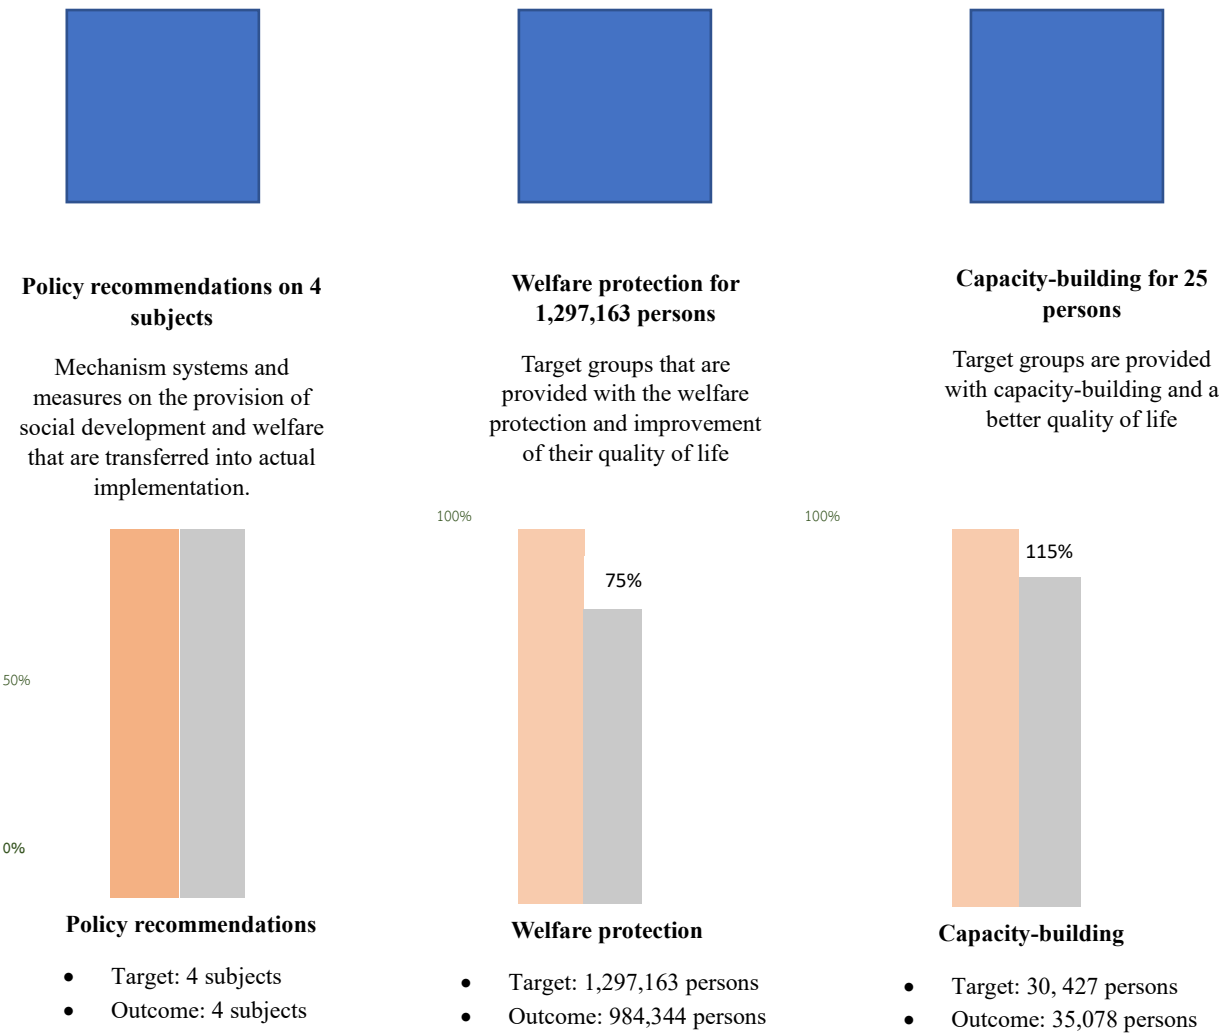 Policy recommendations on 4
subjects
Mechanism systems and
measures on the provision of
social development and welfare
that are transferred into actual
implementation.
50%
0%
Policy recommendations
• Target: 4 subjects
• Outcome: 4 subjects
Welfare protection for
1,297,163 persons
Target groups that are
provided with the welfare
protection and improvement
of their quality of life
100%
75%
Welfare protection
• Target: 1,297,163 persons
• Outcome: 984,344 persons
Capacity-building for 25
persons
Target groups are provided
with capacity-building and a
better quality of life
100%
115%
Capacity-building
• Target: 30, 427 persons
• Outcome: 35,078 persons